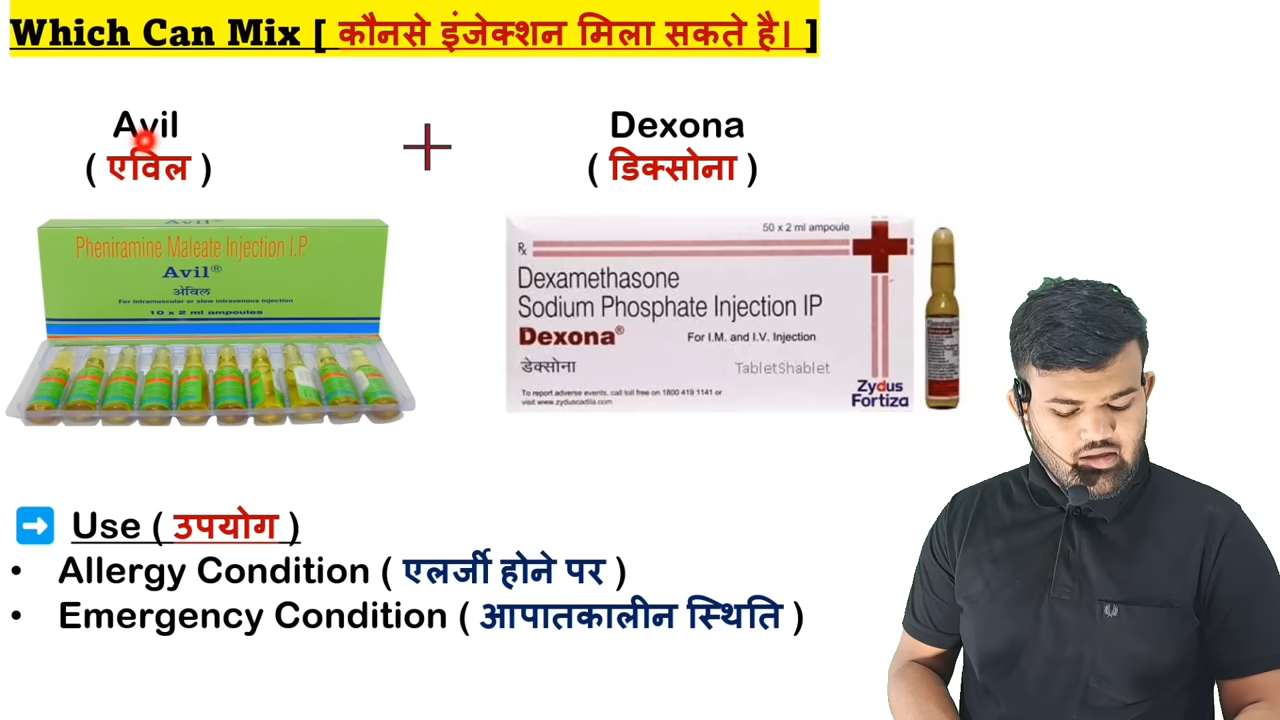 Which Can Mix [ कौनसे इंजेक्शन मिला सकते है। ]
Avil
( एविल )
+
Dexona
( डिक्सोना )
Avil
Pheniramine Maleate Injection I.P.
Avil®
ॲविल
For intramuscular or slow intravenous injection
10 x 2 ml ampoules
50 x 2 ml ampoule
Rx
Dexamethasone
Sodium Phosphate Injection IP
Dexona®
For I.M. and I.V. Injection
डेक्सोना
TabletShablet
To report adverse events, call toll free on 1800 419 1141 or
visit www.zyduscadila.com
Zydus
Fortiza
Use ( उपयोग )
• Allergy Condition ( एलर्जी होने पर )
• Emergency Condition ( आपातकालीन स्थिति )